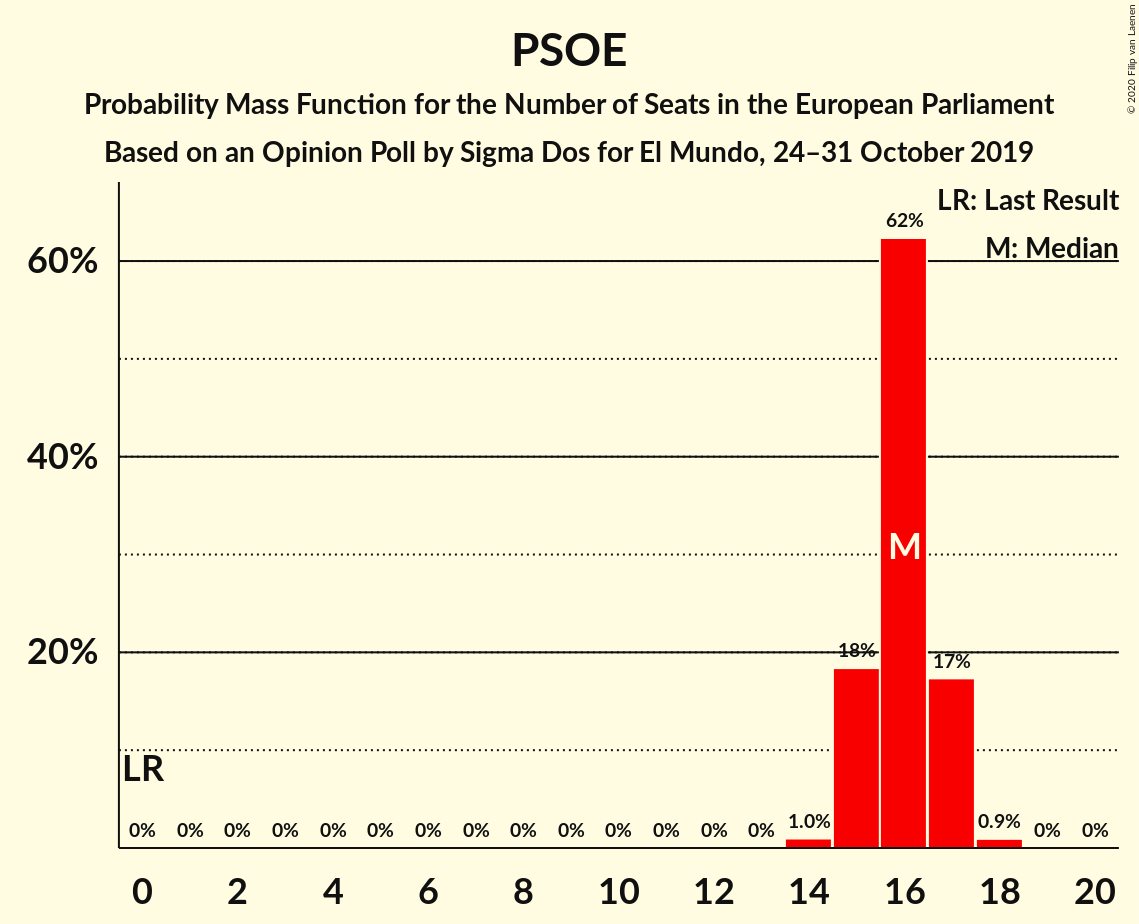 PSOE
Probability Mass Function for the Number of Seats in the European Parliament
Based on an Opinion Poll by Sigma Dos for El Mundo, 24–31 October 2019
© 2020 Filip van Laenen
LR: Last Result
M: Median
60%
40%
20%
62%
M
18%
17%
LR
0% 0% 0% 0% 0% 0% 0% 0% 0% 0% 0% 0% 0% 0% 1.0% 0.9% 0% 0%
0 2 4 6 8 10 12 14 16 18 20